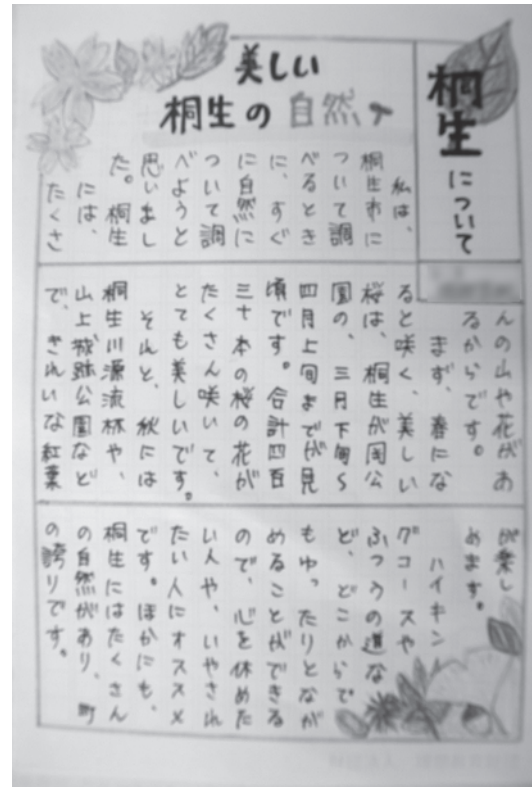 桐生について
美しい
桐生の自然
私は、
桐生市に
ついて調
べるとき
に、すぐ
に自然に
ついて調
べようと
思いまし
た。桐生
には、
たくさ
んの山や花があ
るからです。
まず、春にな
ると咲く、美しい
桜は、桐生が岡公
園の、三月下旬〜
四月上旬までが見
頃です。合計四百
三十本の桜の花が
たくさん咲いて、
とても美しいです。
それと、秋には
桐生川源流林や、
山上城跡公園など
で、きれいな紅葉
が楽し
めます。
ハイキン
グコースや
ふつうの道な
ど、どこからで
もゆったりとなが
めることができる
ので、心を休めた
い人や、いやされ
たい人にオススメ
です。ほかにも、
桐生にはたくさん
の自然があり、町
の誇りです。